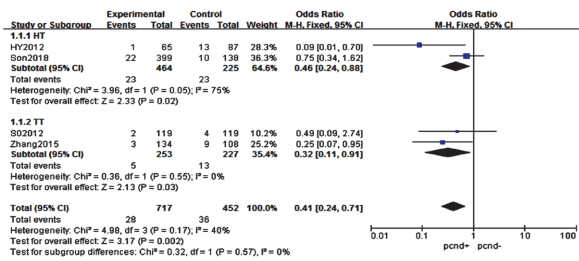 Experimental Control Odds Ratio Odds Ratio
Study or Subgroup Events Total Events Total Weight M-H, Fixed, 95% CI M-H, Fixed, 95% CI
1.1.1 HT
HY2012 1 65 13 87 28.3% 0.09 [0.01, 0.70]
Son2018 22 399 10 138 36.3% 0.75 [0.34, 1.62]
Subtotal (95% CI) 464 225 64.6% 0.46 [0.24, 0.88]
Total events 23 23
Heterogeneity: Chi² = 3.96, df = 1 (P = 0.05); I² = 75%
Test for overall effect: Z = 2.33 (P = 0.02)
1.1.2 TT
S02012 2 119 4 119 10.2% 0.49 [0.09, 2.74]
Zhang2015 3 134 9 108 25.2% 0.25 [0.07, 0.95]
Subtotal (95% CI) 253 227 35.4% 0.32 [0.11, 0.91]
Total events 5 13
Heterogeneity: Chi² = 0.36, df = 1 (P = 0.55); I² = 0%
Test for overall effect: Z = 2.13 (P = 0.03)
Total (95% CI) 717 452 100.0% 0.41 [0.24, 0.71]
Total events 28 36
Heterogeneity: Chi² = 4.98, df = 3 (P = 0.17); I² = 40%
Test for overall effect: Z = 3.17 (P = 0.002)
Test for subgroup differences: Chi² = 0.32, df = 1 (P = 0.57), I² = 0%
0.01 0.1 1 10 100
pcnd+ pcnd-